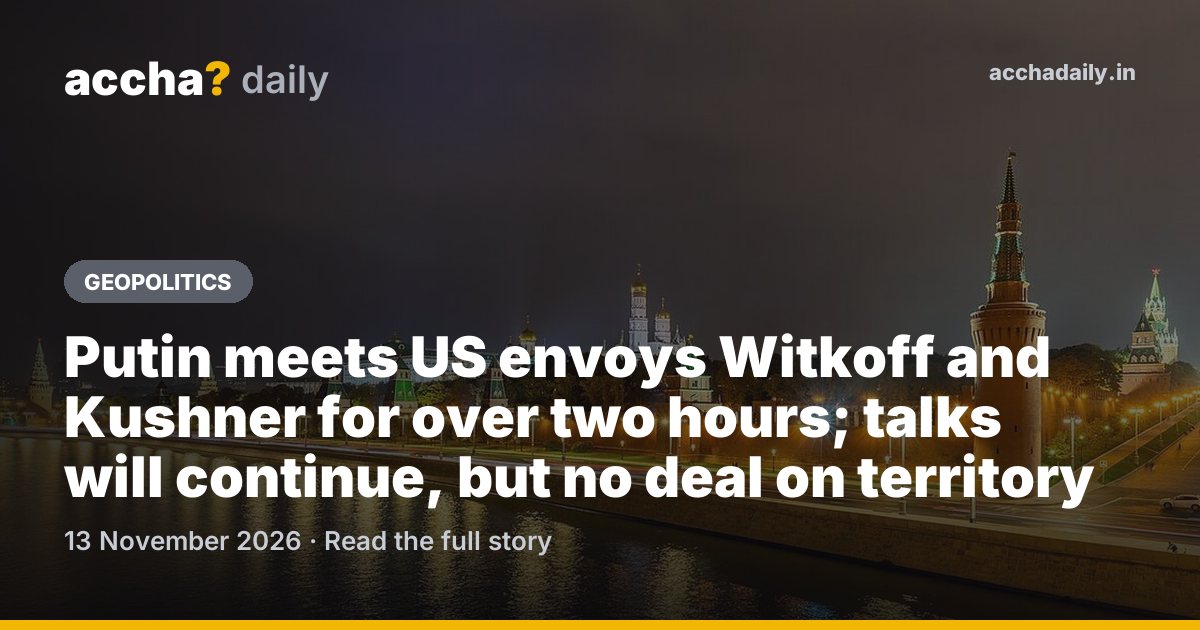 accha? daily
acchadaily.in
GEOPOLITICS
Putin meets US envoys Witkoff and
Kushner for over two hours; talks
will continue, but no deal on territory
13 November 2026 · Read the full story